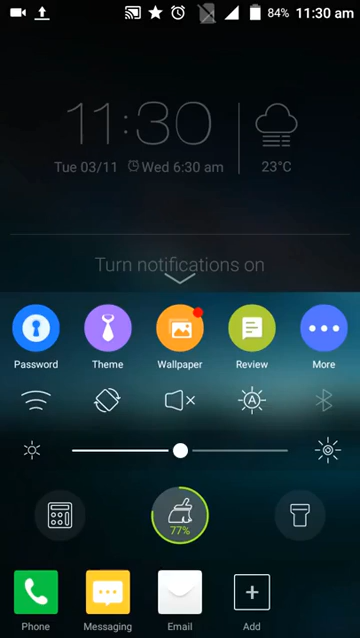 84% 11:30 am
11:30
Tue 03/11 Wed 6:30 am 23°C
Turn notifications on
Password Theme Wallpaper Review More
A
77%
Phone Messaging Email Add